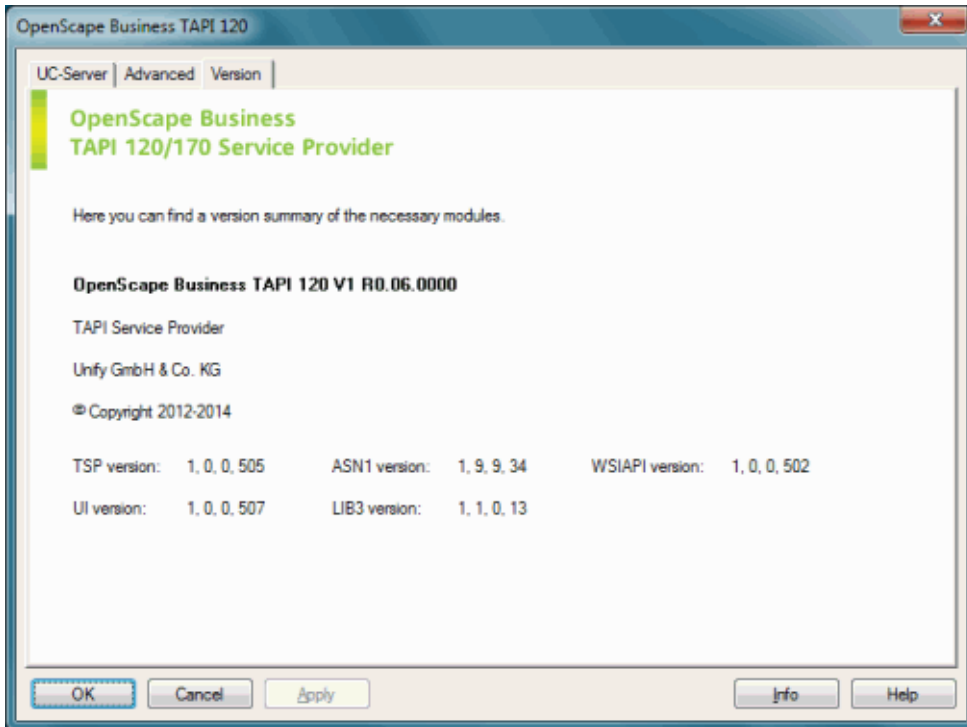 OpenScape Business TAPI 120
UC-Server Advanced Version
OpenScape Business
TAPI 120/170 Service Provider
Here you can find a version summary of the necessary modules.
OpenScape Business TAPI 120 V1 R0.06.0000
TAPI Service Provider
Unify GmbH & Co. KG
© Copyright 2012-2014
TSP version: 1, 0, 0, 505 ASN1 version: 1, 9, 9, 34 WSIAPI version: 1, 0, 0, 502
UI version: 1, 0, 0, 507 LIB3 version: 1, 1, 0, 13
OK Cancel Apply Info Help